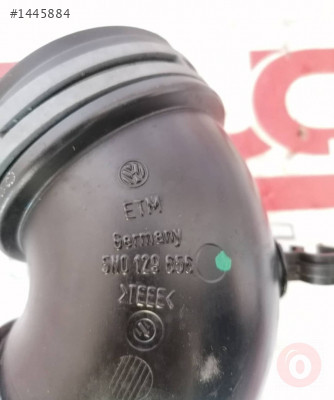 #1445884
ETM
Germany
5N0 129 656
>TEEE<